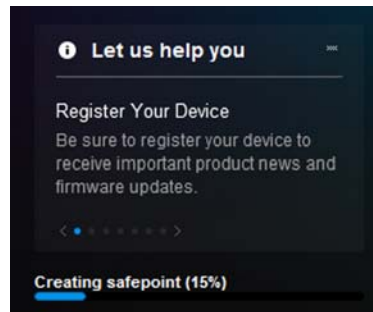 Let us help you
Register Your Device
Be sure to register your device to
receive important product news and
firmware updates.
Creating safepoint (15%)